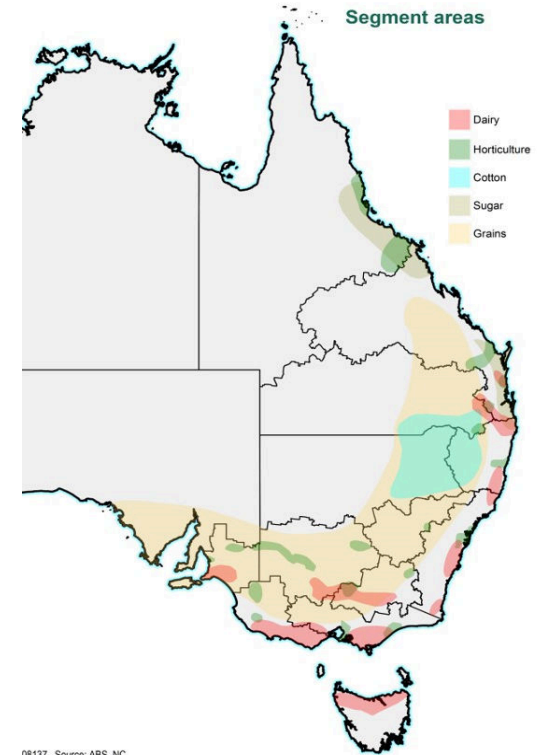 Segment areas
Dairy
Horticulture
Cotton
Sugar
Grains
08137 Source: ABS, NC